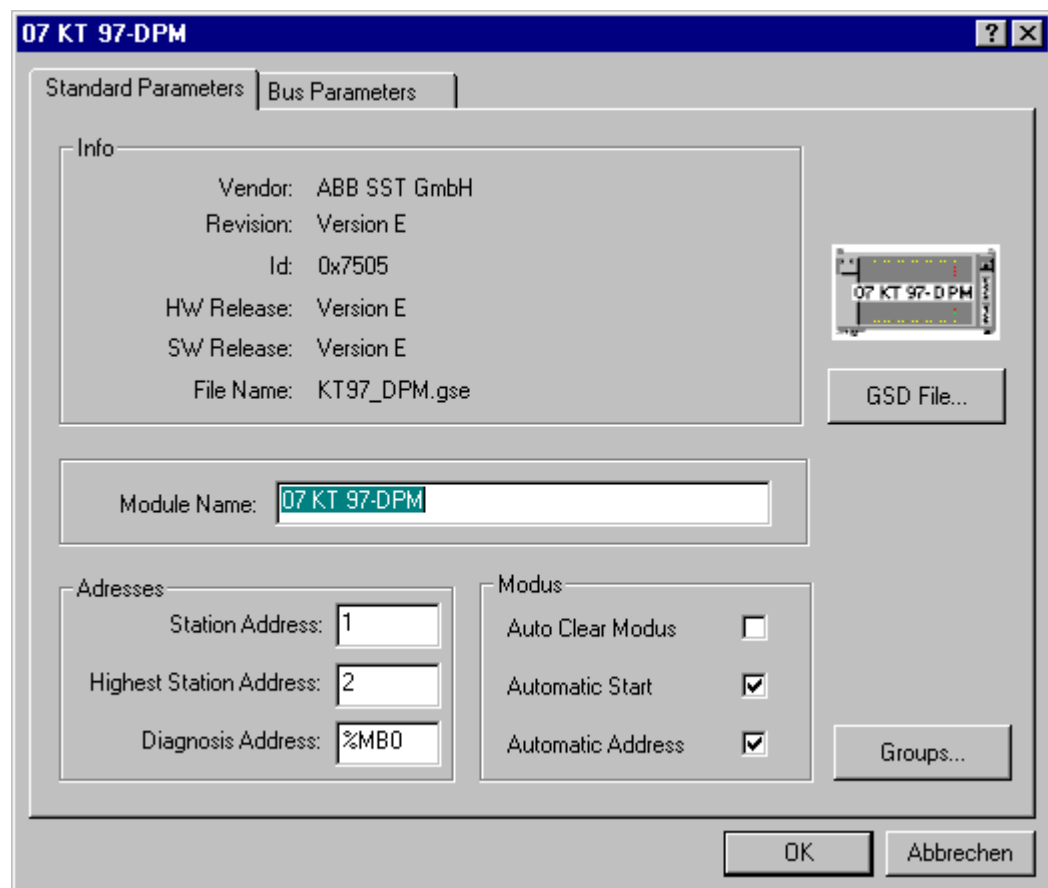 07 KT 97-DPM
Standard Parameters
Bus Parameters
Info
Vendor: ABB SST GmbH
Revision: Version E
Id: 0x7505
HW Release: Version E
SW Release: Version E
File Name: KT97_DPM.gse
07 KT 97-DPM
GSD File...
Module Name: 07 KT 97-DPM
Adresses
Station Address: 1
Highest Station Address: 2
Diagnosis Address: %MB0
Modus
Auto Clear Modus
Automatic Start
Automatic Address
Groups...
OK
Abbrechen